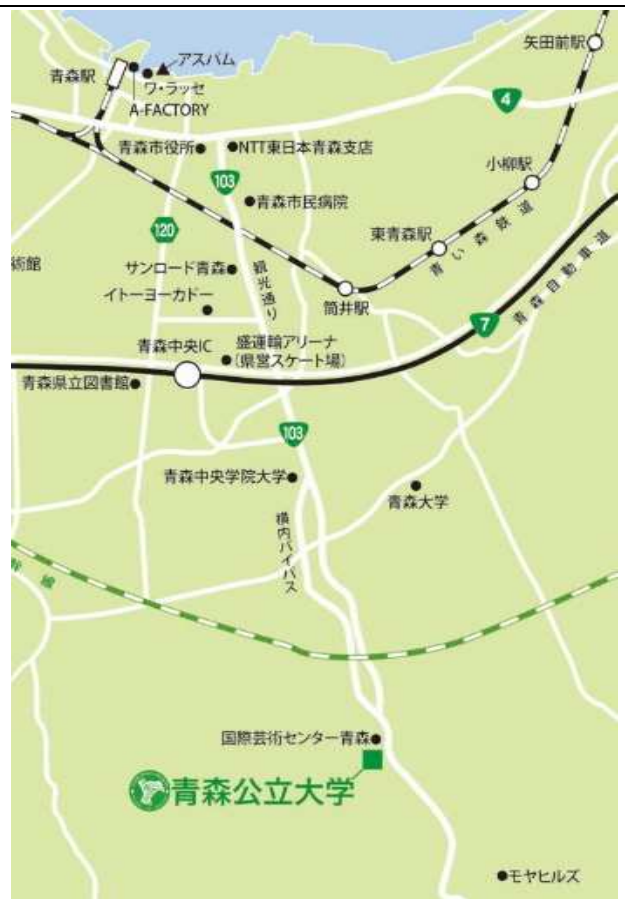 矢田前駅
アスパム
青森駅
ワ・ラッセ
A-FACTORY
4
青森市役所
NTT東日本青森支店
小柳駅
103
青森市民病院
120
東青森駅
青い森鉄道
術館
サンロード青森
観光通り
イトーヨーカドー
筒井駅
7
青森自動車道
青森中央IC
盛運輸アリーナ
(県営スケート場)
青森県立図書館
103
青森中央学院大学
青森大学
横内バイパス
幹線
国際芸術センター青森
青森公立大学
モヤヒルズ